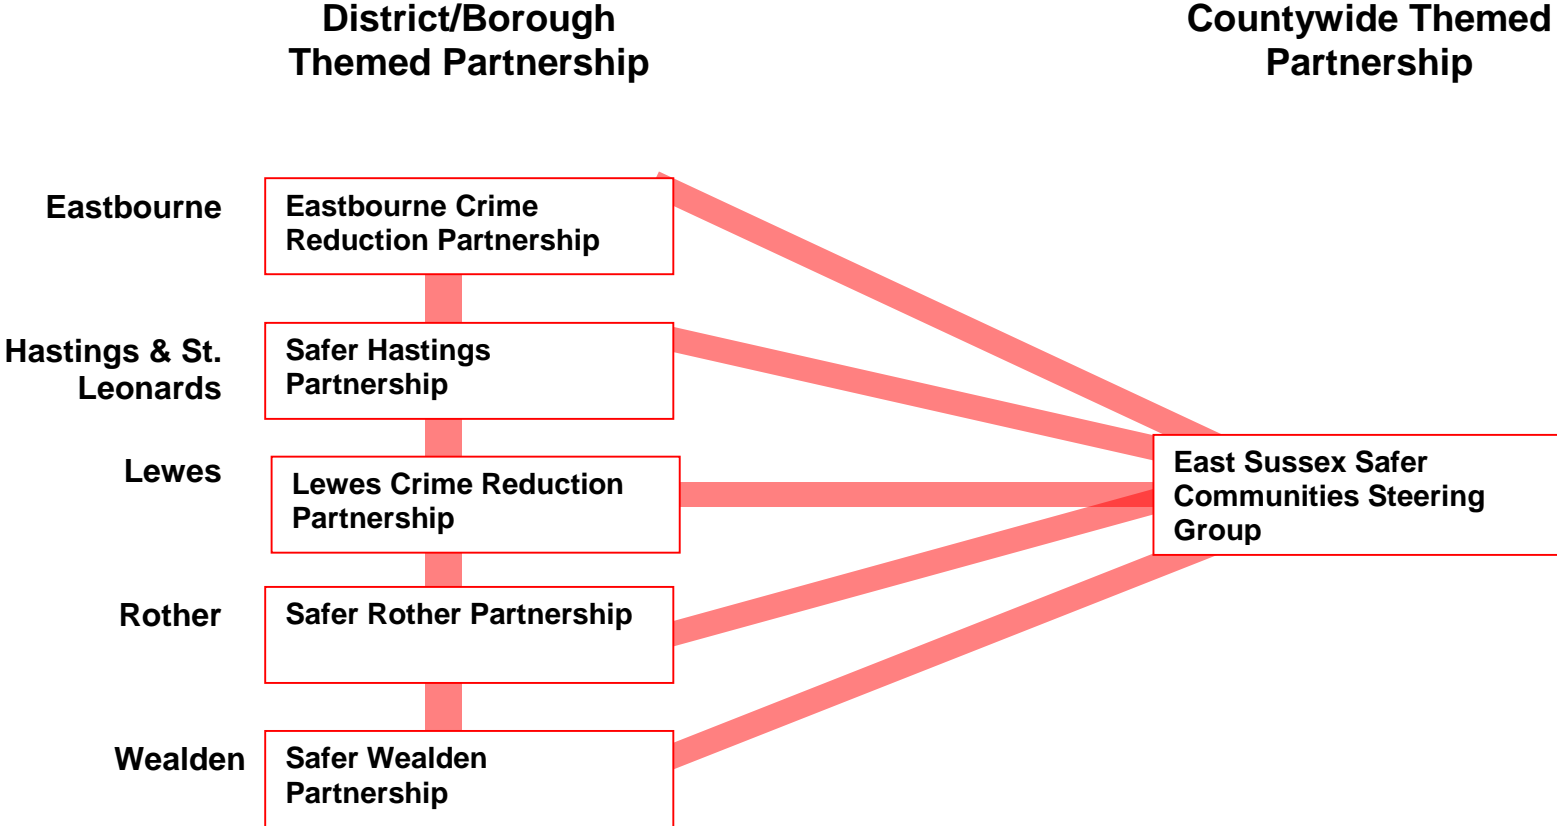 District/Borough
Themed Partnership
Countywide Themed
Partnership
Eastbourne
Eastbourne Crime
Reduction Partnership
Hastings & St.
Leonards
Safer Hastings
Partnership
Lewes
Lewes Crime Reduction
Partnership
East Sussex Safer
Communities Steering
Group
Rother
Safer Rother Partnership
Wealden
Safer Wealden
Partnership